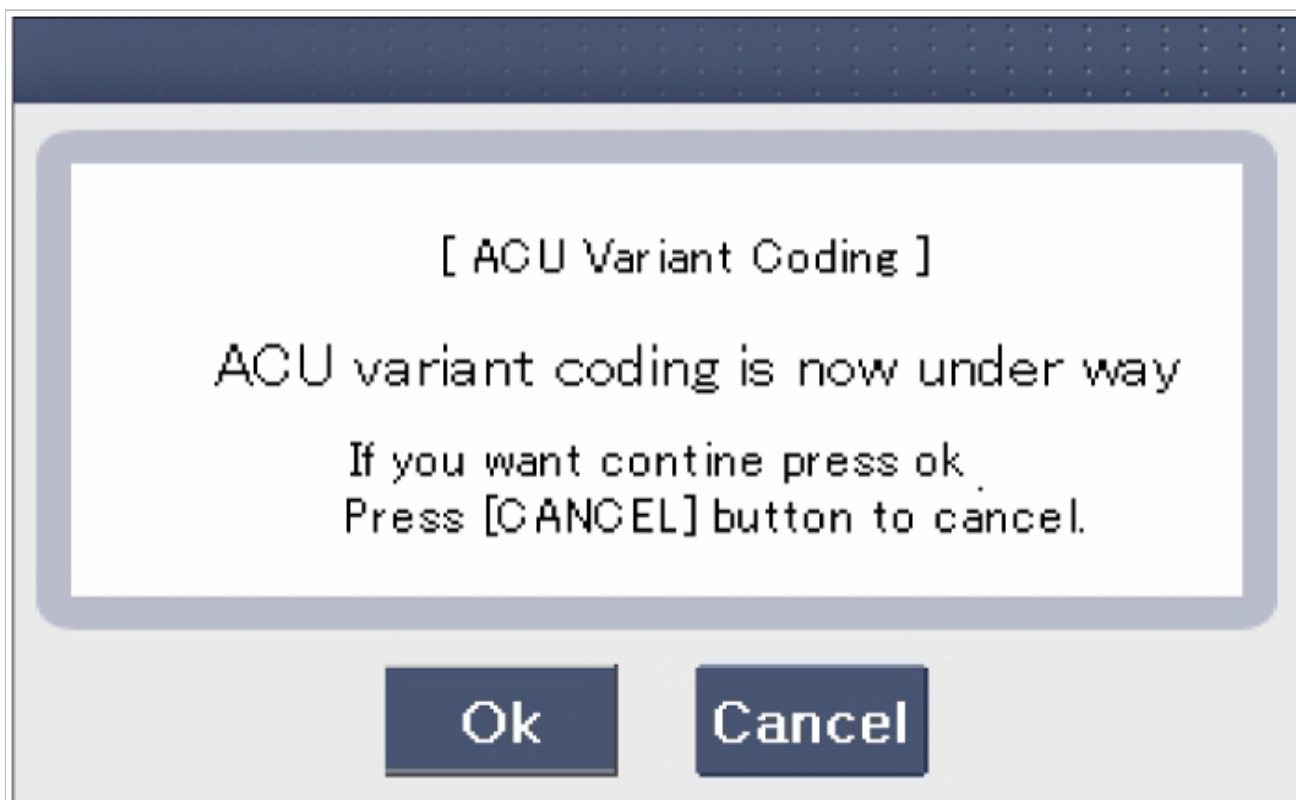 [ ACU Variant Coding ]
ACU variant coding is now under way
If you want contine press ok
Press [CANCEL] button to cancel.
Ok
Cancel